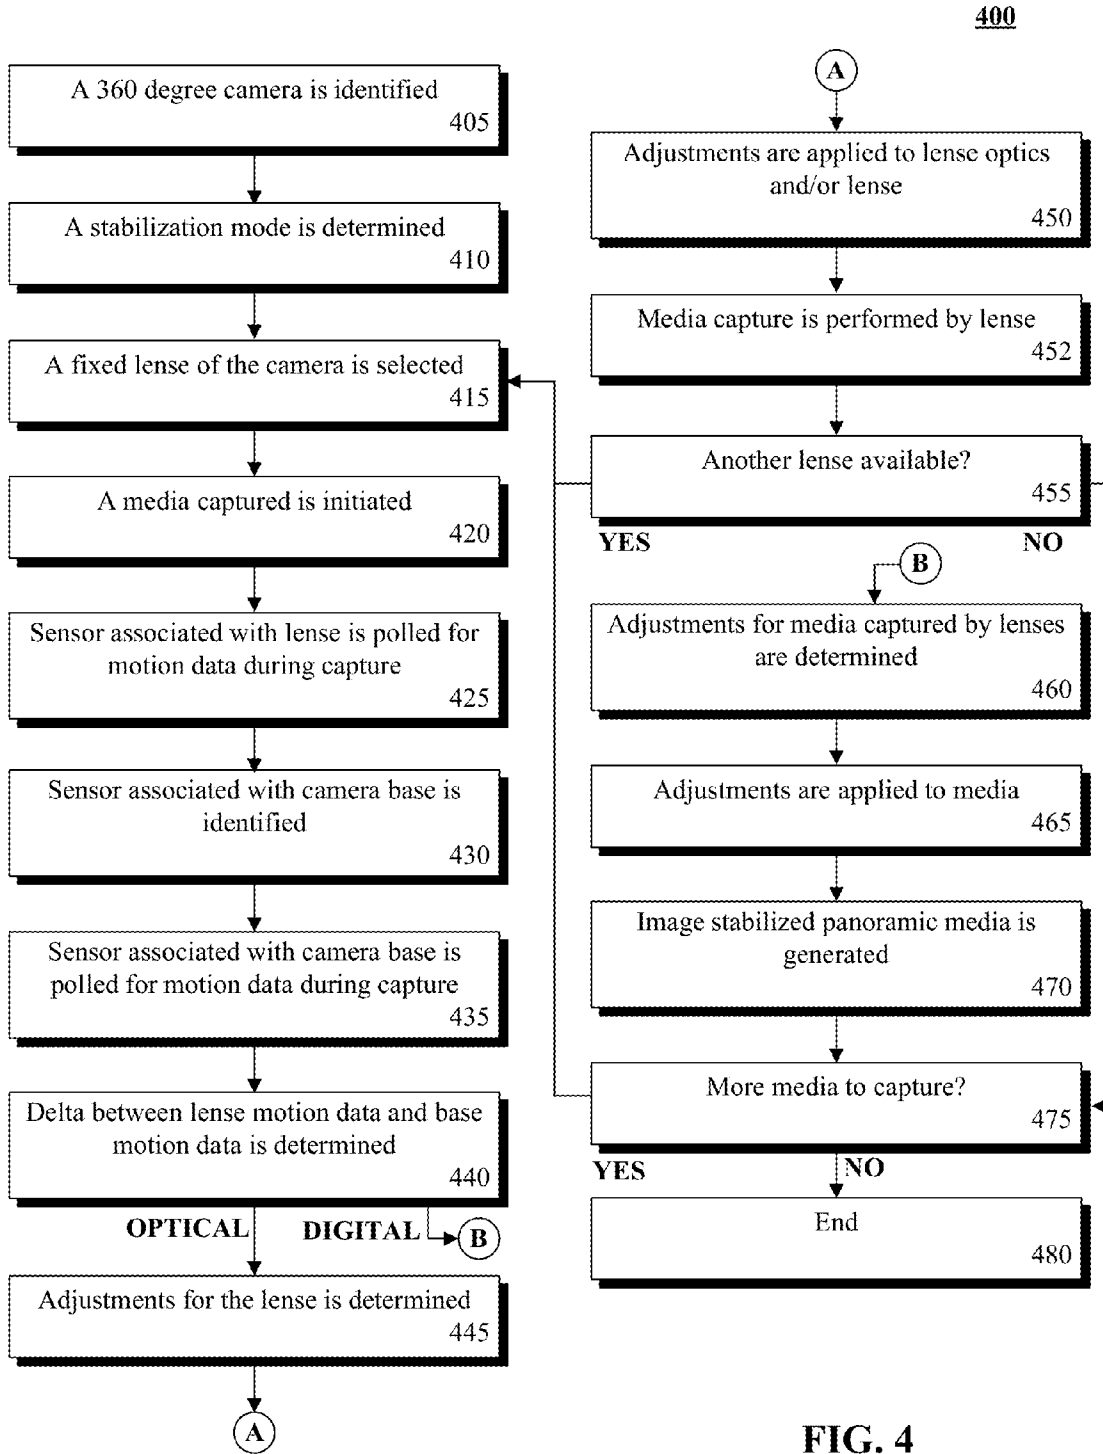 400
A 360 degree camera is identified
405
A stabilization mode is determined
410
A fixed lense of the camera is selected
415
A media captured is initiated
420
Sensor associated with lense is polled for
motion data during capture
425
Sensor associated with camera base is
identified
430
Sensor associated with camera base is
polled for motion data during capture
435
Delta between lense motion data and base
motion data is determined
440
OPTICAL
DIGITAL
B
Adjustments for the lense is determined
445
A
A
Adjustments are applied to lense optics
and/or lense
450
Media capture is performed by lense
452
Another lense available?
455
YES
NO
B
Adjustments for media captured by lenses
are determined
460
Adjustments are applied to media
465
Image stabilized panoramic media is
generated
470
More media to capture?
475
YES
NO
End
480
FIG. 4